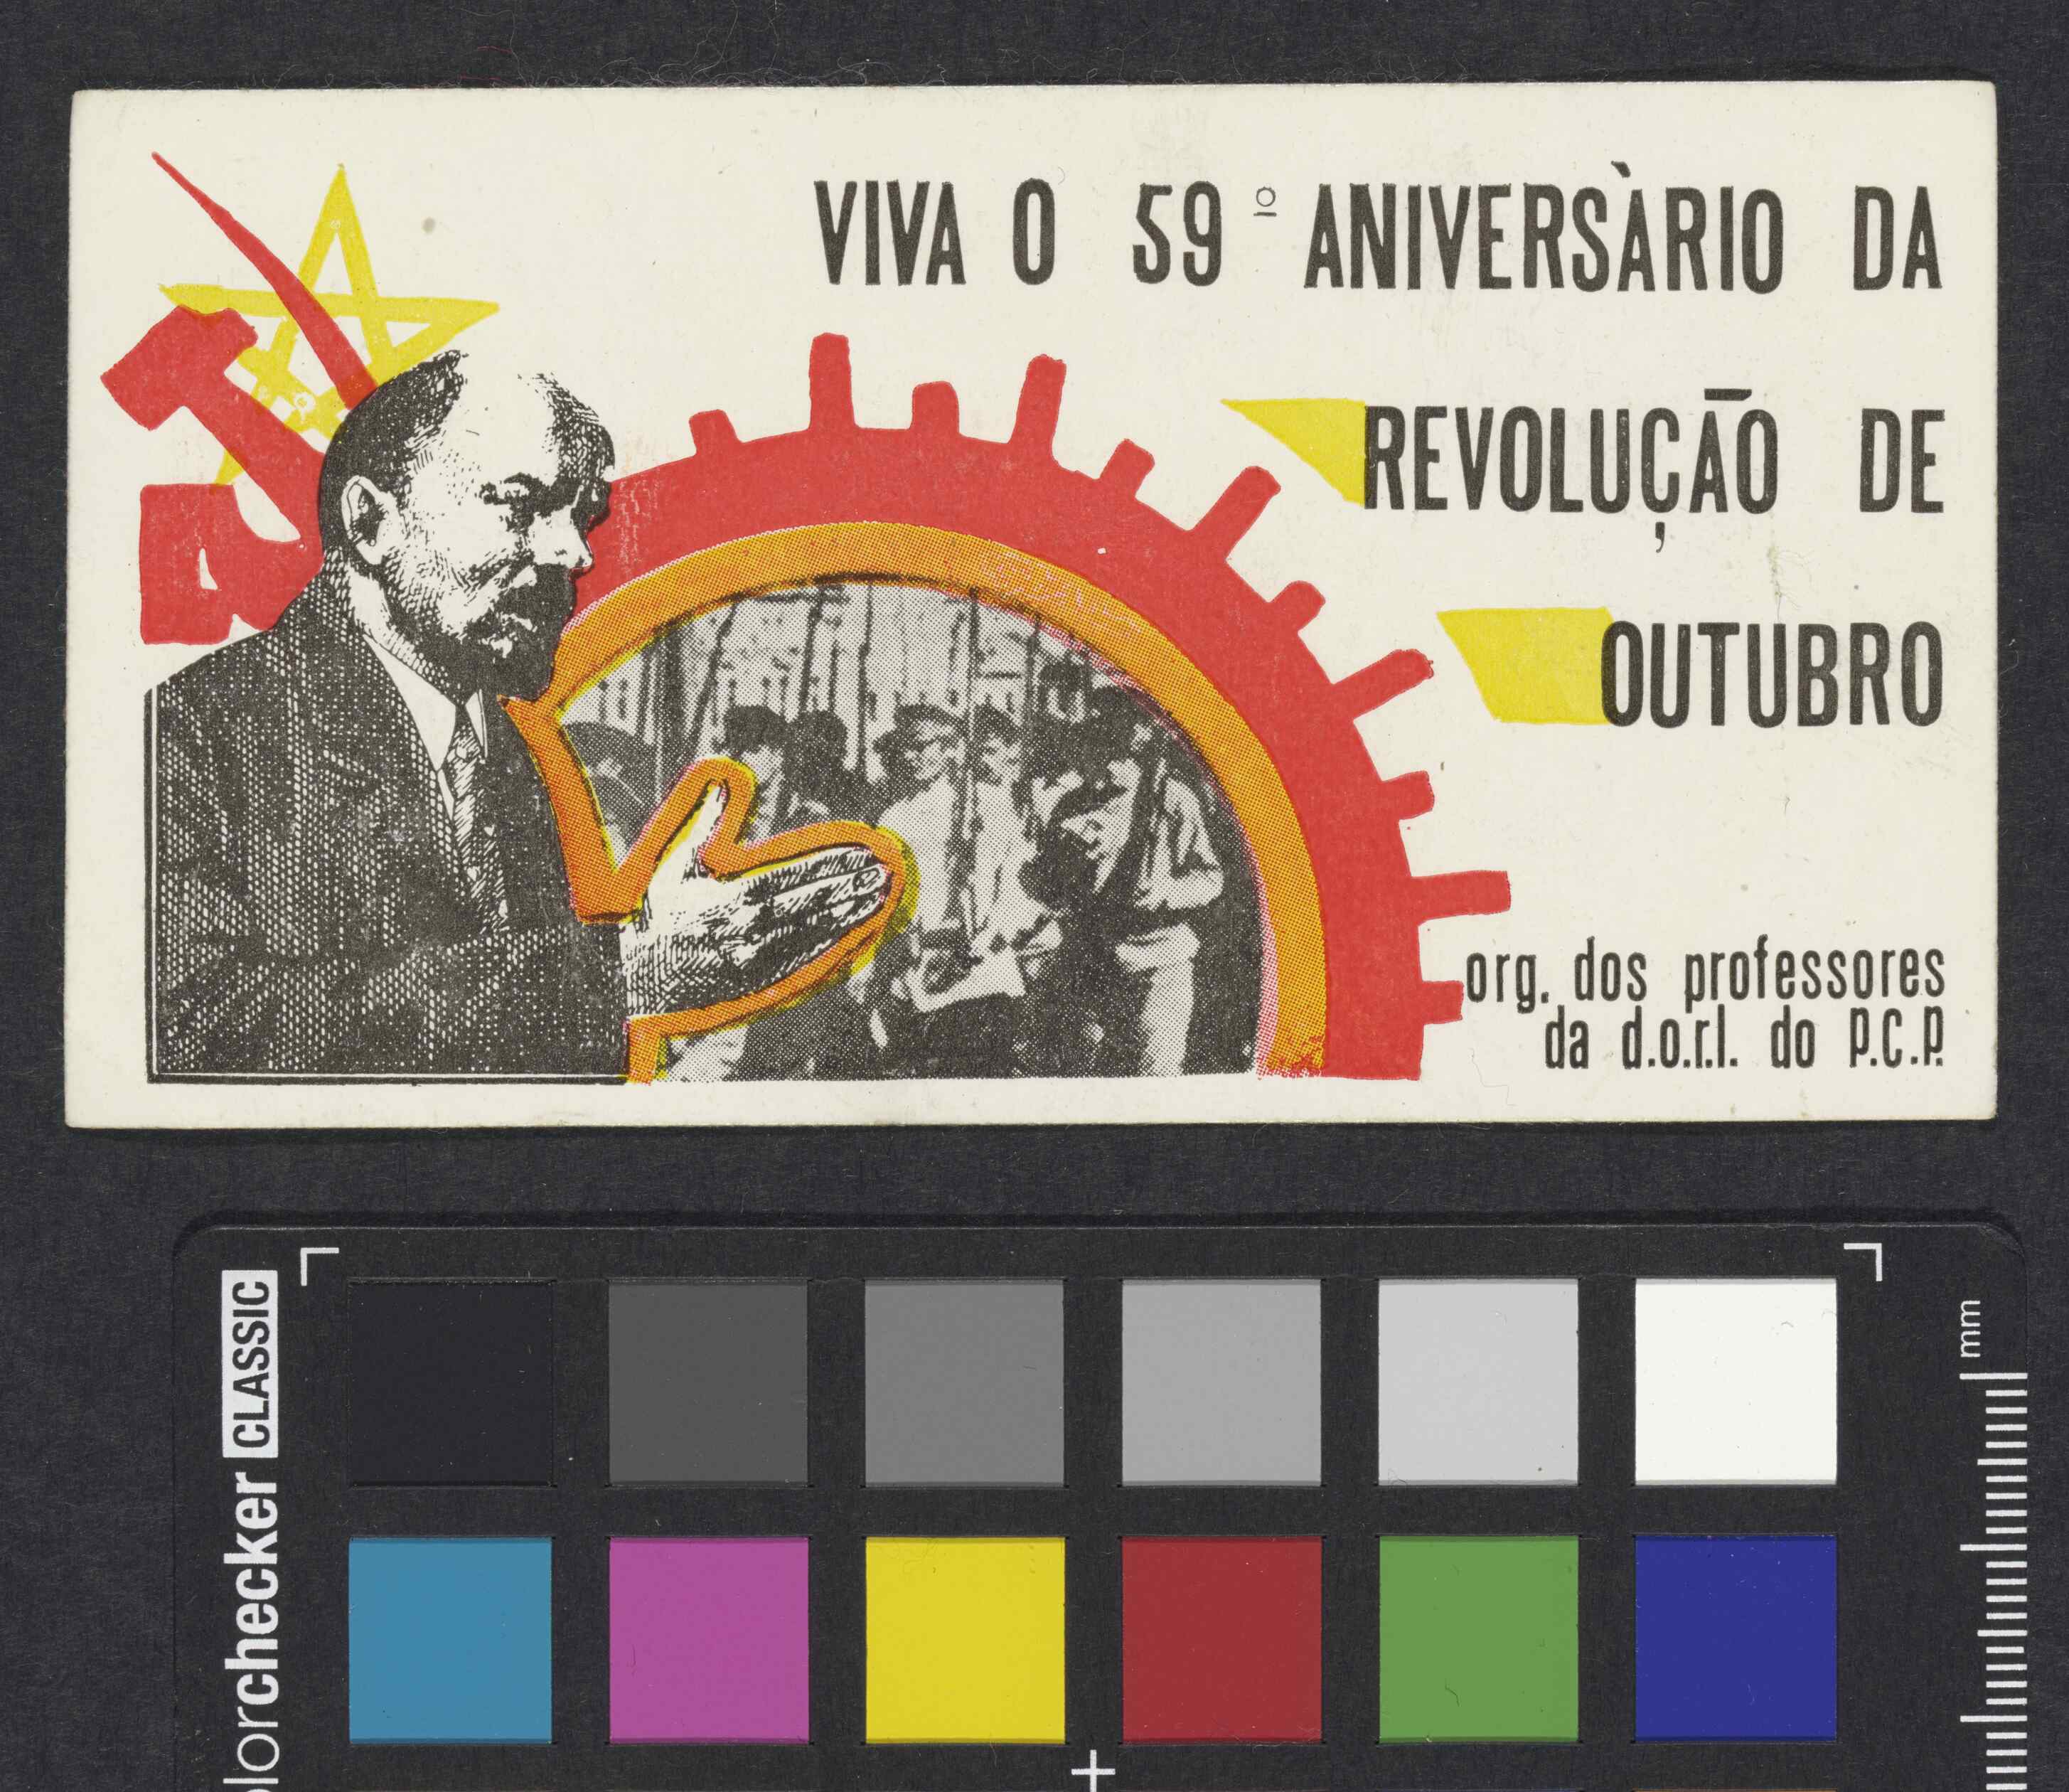 VIVA O 59º ANIVERSÀRIO DA
REVOLUÇÃO DE
OUTUBRO
org. dos professores
da d.o.r.l. do P.C.P.
colorchecker CLASSIC
mm